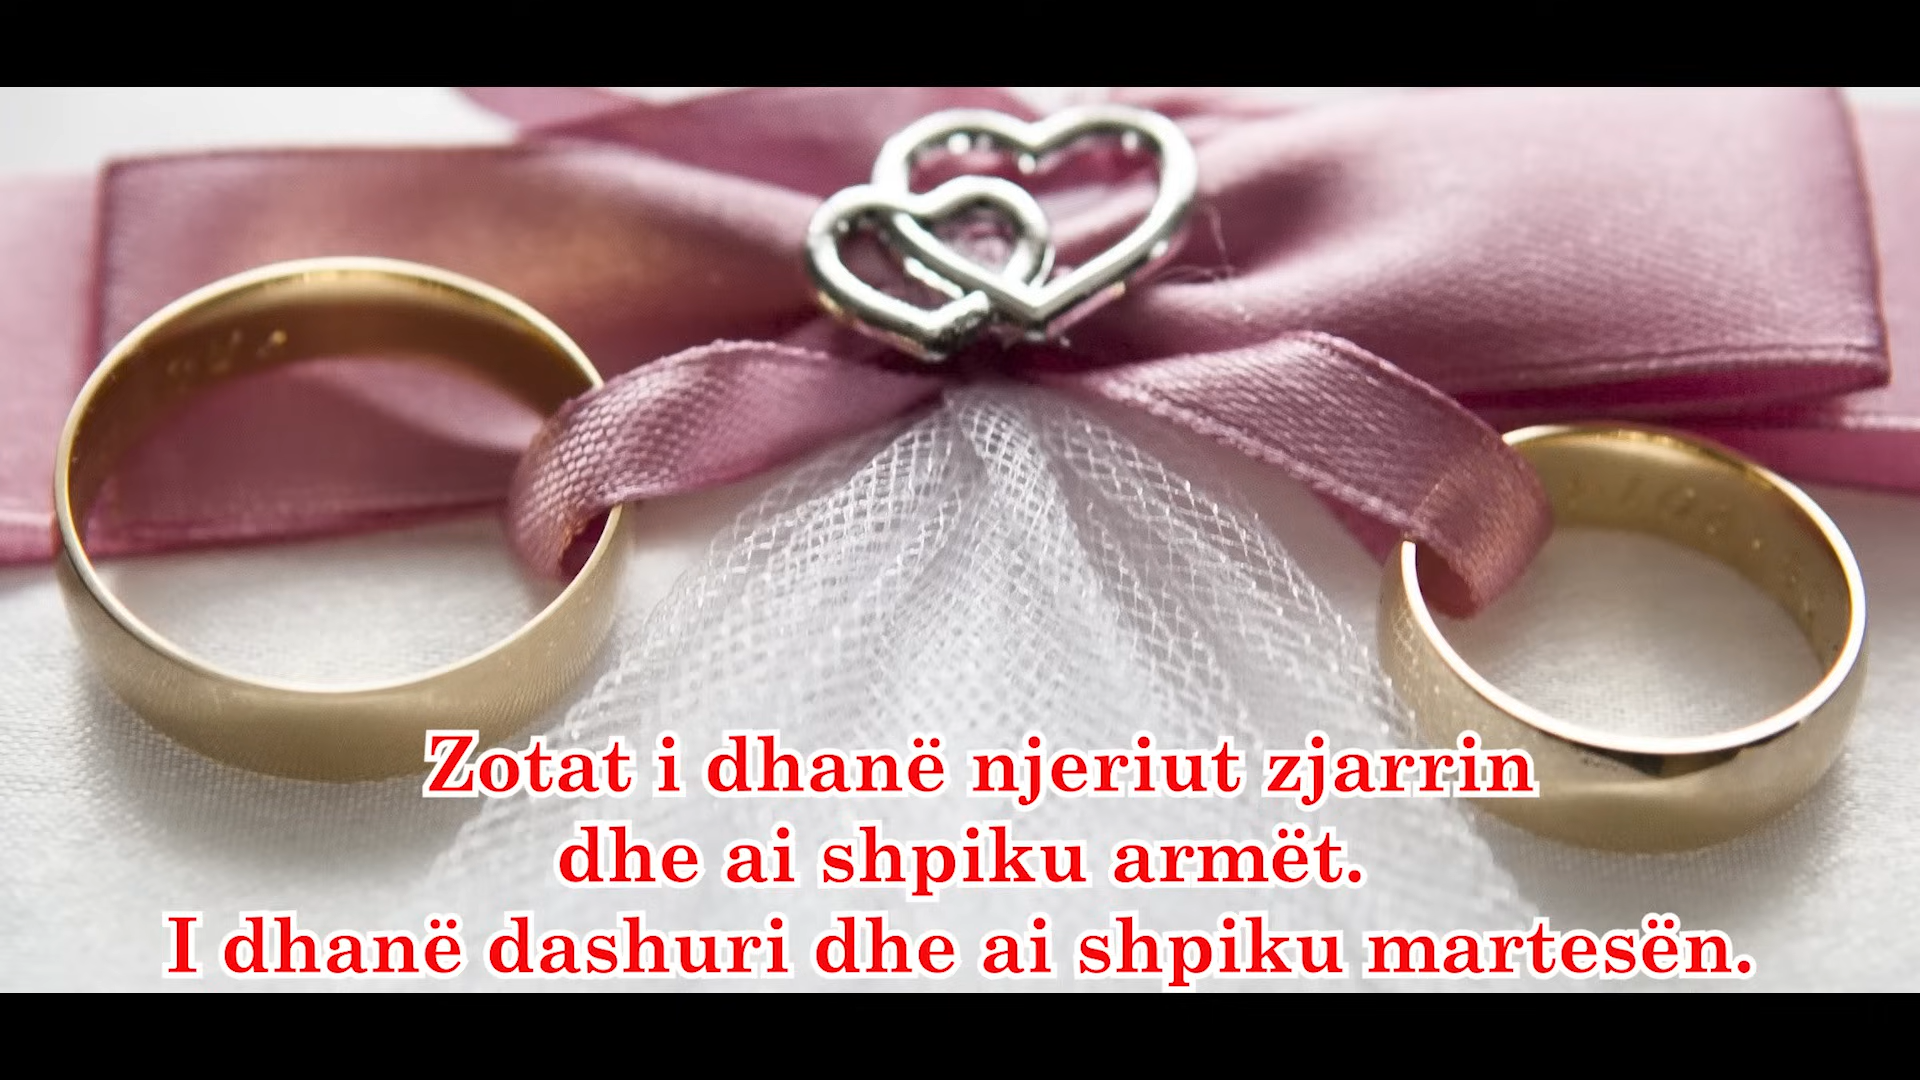 Zotat i dhanë njeriut zjarrin
dhe ai shpiku armët.
I dhanë dashuri dhe ai shpiku martesën.